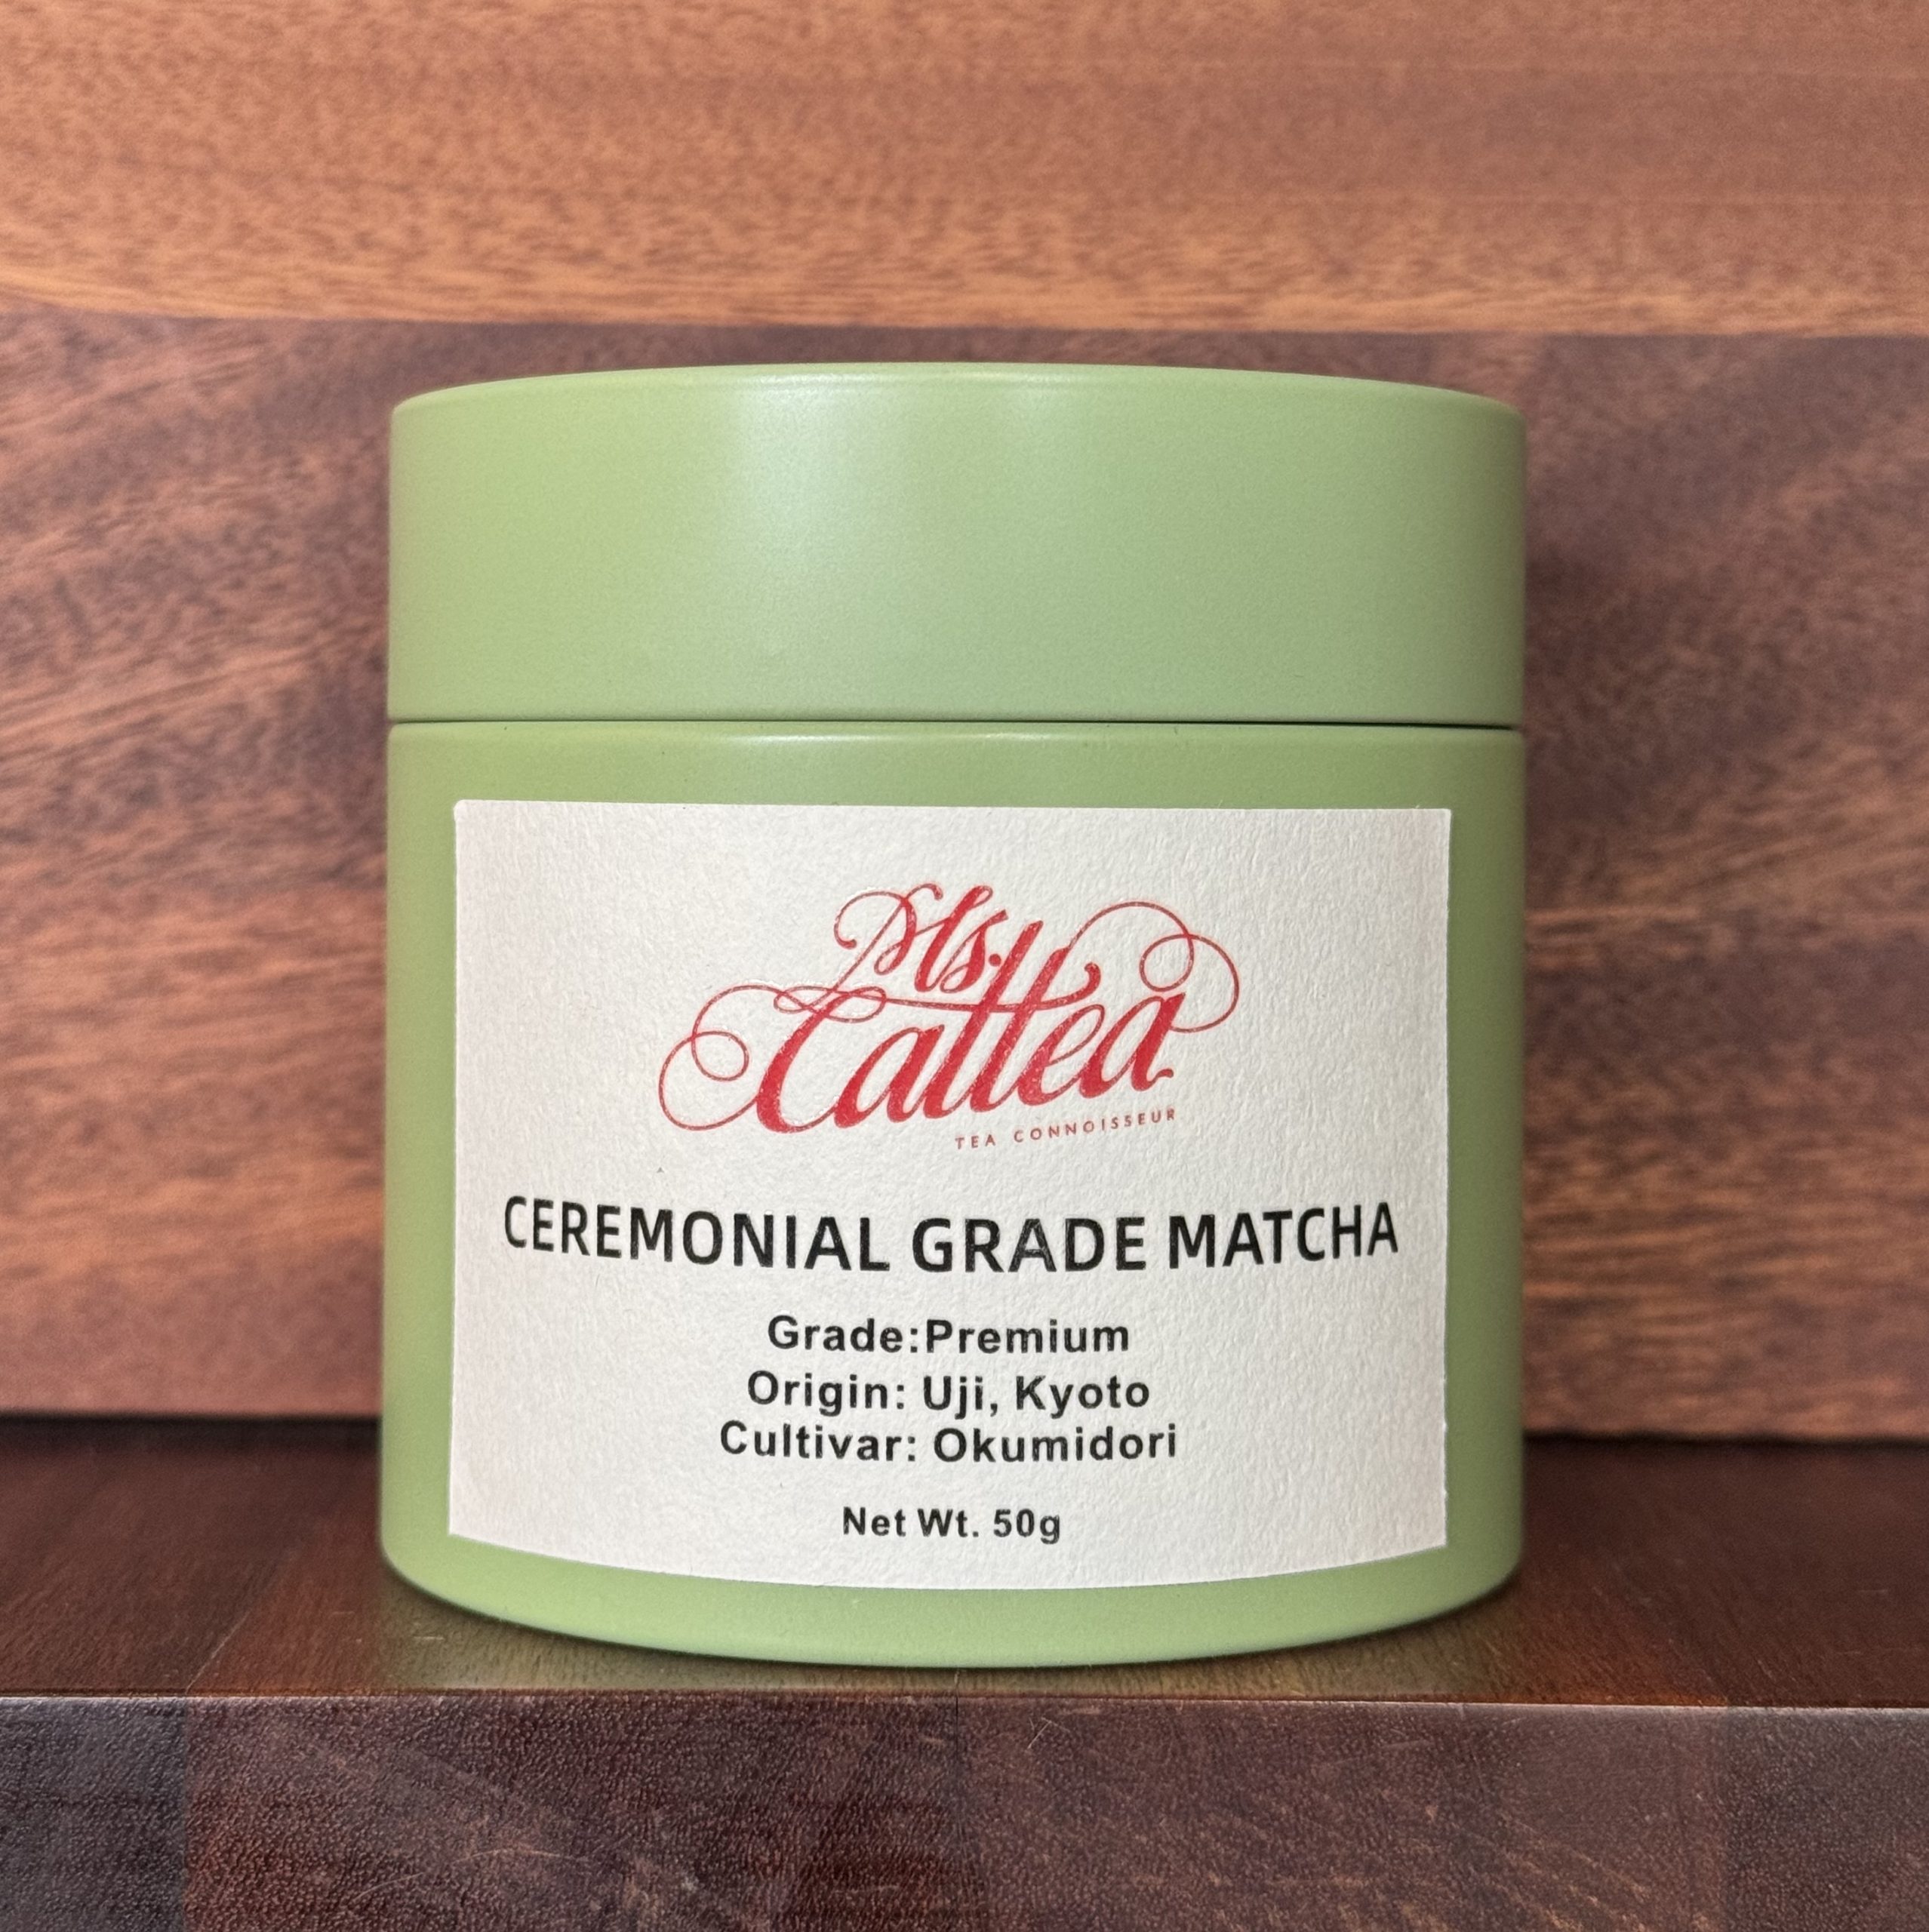 Ms.
Cattea
TEA CONNOISSEUR
CEREMONIAL GRADE MATCHA
Grade:Premium
Origin: Uji, Kyoto
Cultivar: Okumidori
Net Wt. 50g